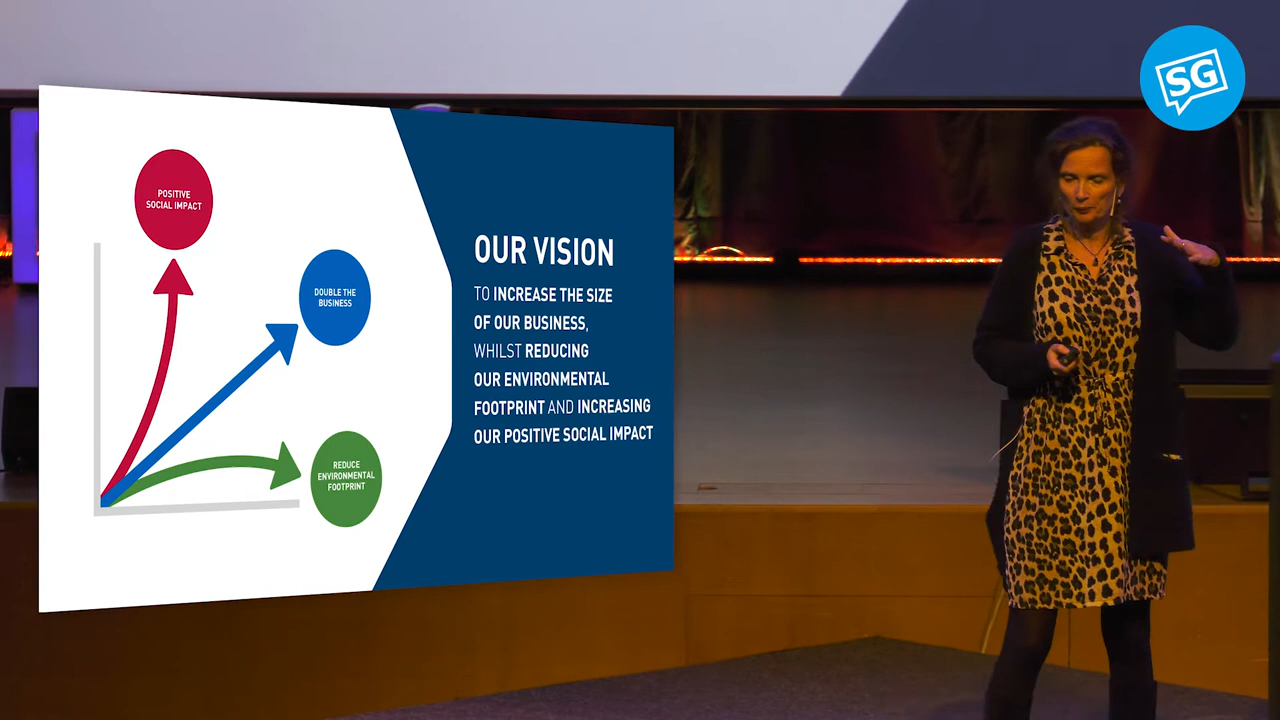 SG
POSITIVE
SOCIAL IMPACT
DOUBLE THE
BUSINESS
REDUCE
ENVIRONMENTAL
FOOTPRINT
OUR VISION
TO INCREASE THE SIZE
OF OUR BUSINESS,
WHILST REDUCING
OUR ENVIRONMENTAL
FOOTPRINT AND INCREASING
OUR POSITIVE SOCIAL IMPACT